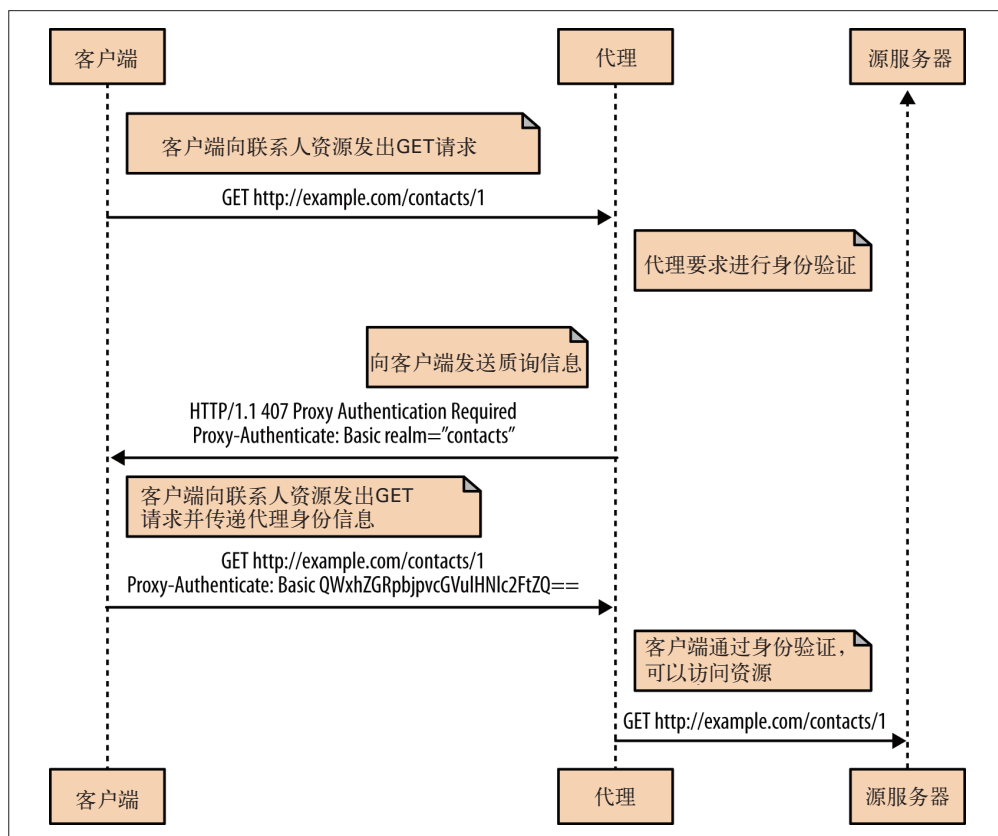 客户端
代理
源服务器
客户端向联系人资源发出GET请求
GET http://example.com/contacts/1
代理要求进行身份验证
向客户端发送质询信息
HTTP/1.1 407 Proxy Authentication Required
Proxy-Authenticate: Basic realm=”contacts”
客户端向联系人资源发出GET
请求并传递代理身份信息
GET http://example.com/contacts/1
Proxy-Authenticate: Basic QWxhZGRpbjpvcGVulHNlc2FtZQ==
客户端通过身份验证，
可以访问资源
GET http://example.com/contacts/1
客户端
代理
源服务器